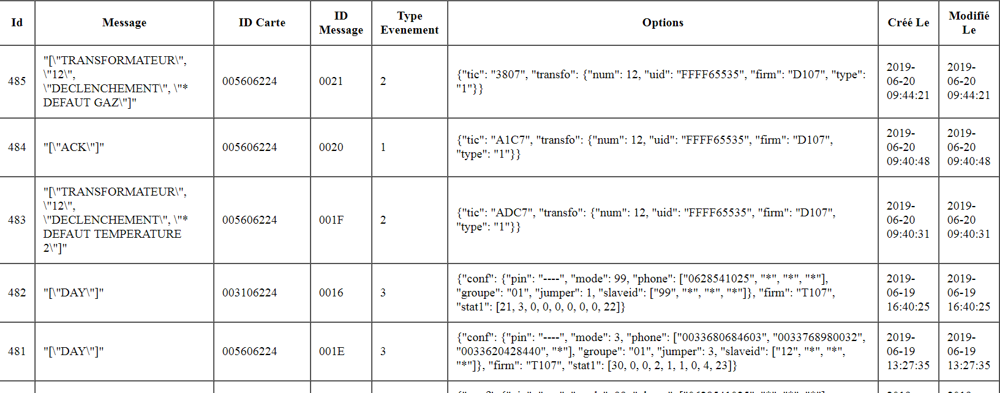 Id
Message
ID Carte
ID
Message
Type
Evenement
Options
Créé Le
Modifié
Le
485
"[\"TRANSFORMATEUR\",
\"12\",
\"DECLENCHEMENT\", \"*
DEFAUT GAZ\"]"
005606224
0021
2
{"tic": "3807", "transfo": {"num": 12, "uid": "FFFF65535", "firm": "D107", "type":
"1"}}
2019-
06-20
09:44:21
2019-
06-20
09:44:21
484
"[\"ACK\"]"
005606224
0020
1
{"tic": "A1C7", "transfo": {"num": 12, "uid": "FFFF65535", "firm": "D107",
"type": "1"}}
2019-
06-20
09:40:48
2019-
06-20
09:40:48
483
"[\"TRANSFORMATEUR\",
\"12\",
\"DECLENCHEMENT\", \"*
DEFAUT TEMPERATURE
2\"]"
005606224
001F
2
{"tic": "ADC7", "transfo": {"num": 12, "uid": "FFFF65535", "firm": "D107",
"type": "1"}}
2019-
06-20
09:40:31
2019-
06-20
09:40:31
482
"[\"DAY\"]"
003106224
0016
3
{"conf": {"pin": "----", "mode": 99, "phone": ["0628541025", "*", "*", "*"],
"groupe": "01", "jumper": 1, "slaveid": ["99", "*", "*", "*"]}, "firm": "T107",
"stat1": [21, 3, 0, 0, 0, 0, 0, 0, 22]}
2019-
06-19
16:40:25
2019-
06-19
16:40:25
481
"[\"DAY\"]"
005606224
001E
3
{"conf": {"pin": "----", "mode": 3, "phone": ["0033680684603", "0033768980032",
"0033620428440", "*"], "groupe": "01", "jumper": 3, "slaveid": ["12", "*", "*",
"*"]}, "firm": "T107", "stat1": [30, 0, 0, 2, 1, 1, 0, 4, 23]}
2019-
06-19
13:27:35
2019-
06-19
13:27:35